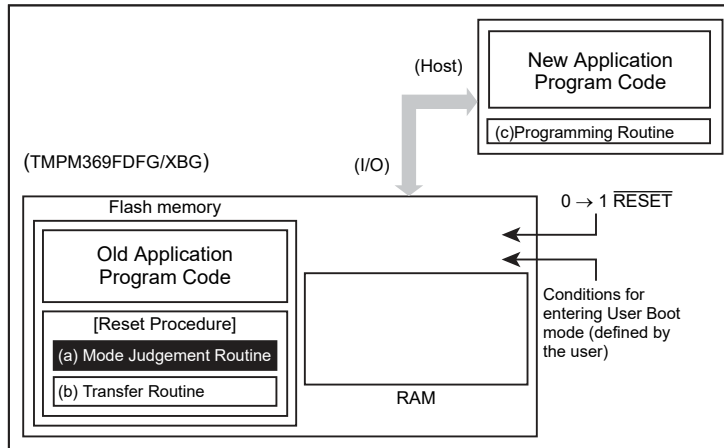 (Host)
New Application
Program Code
(c)Programming Routine
(TMPM369FDFG/XBG)
(I/O)
0 → 1 RESET
Flash memory
Old Application
Program Code
[Reset Procedure]
(a) Mode Judgement Routine
(b) Transfer Routine
RAM
Conditions for
entering User Boot
mode (defined by
the user)